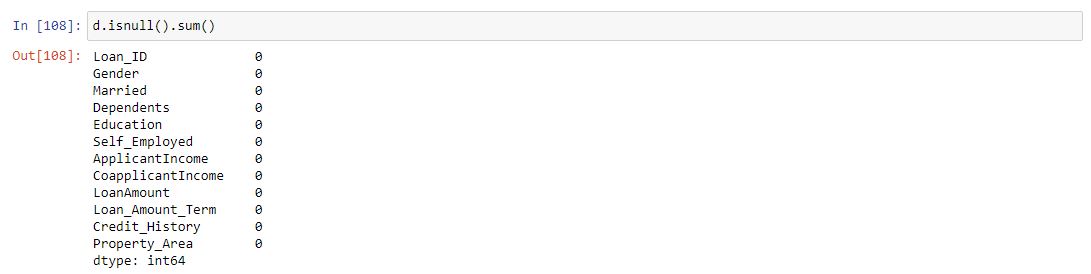 In [108]: d.isnull().sum()
Out[108]: Loan_ID 0
Gender 0
Married 0
Dependents 0
Education 0
Self_Employed 0
ApplicantIncome 0
CoapplicantIncome 0
LoanAmount 0
Loan_Amount_Term 0
Credit_History 0
Property_Area 0
dtype: int64